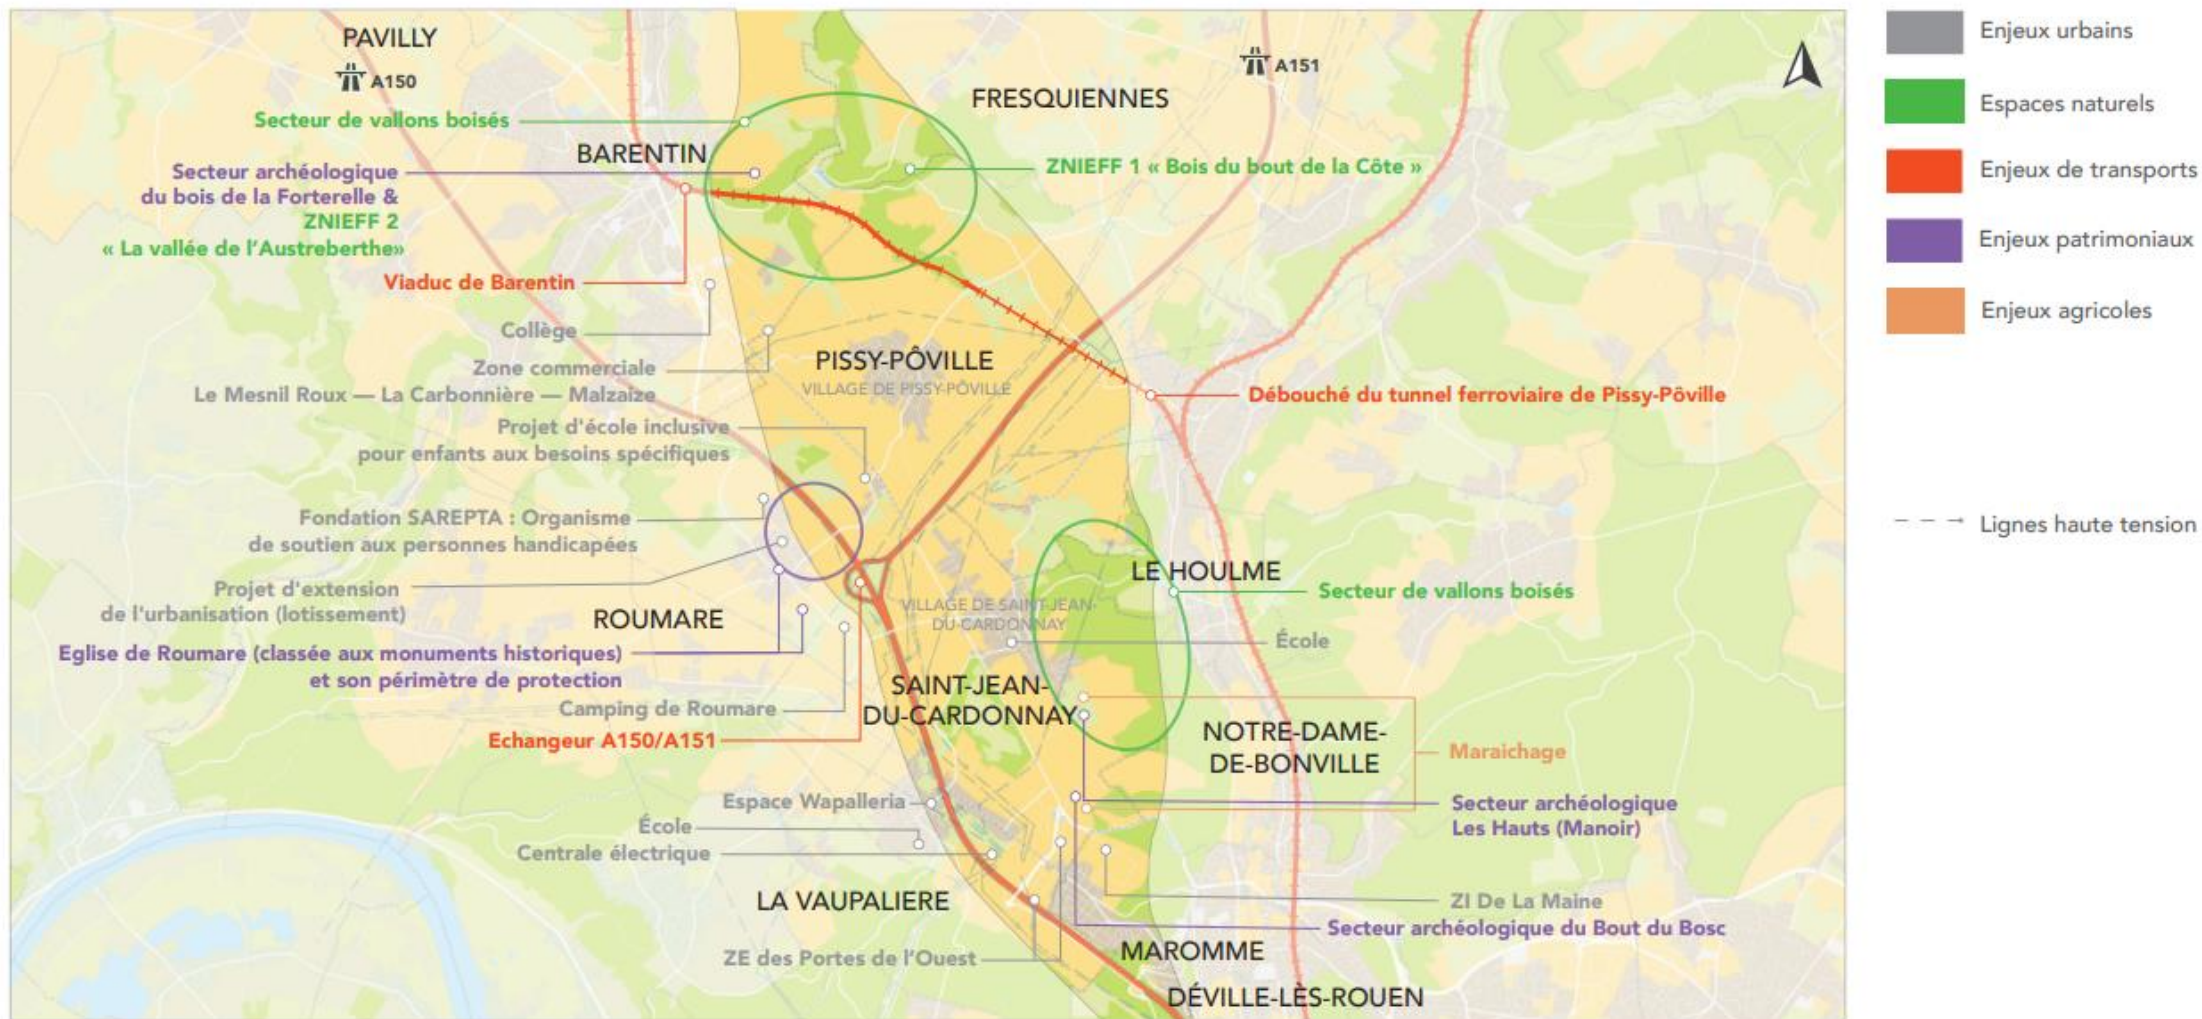 PAVILLY
A150
A151
FRESQUIENNES
Secteur de vallons boisés
BARENTIN
ZNIEFF 1 « Bois du bout de la Côte »
Secteur archéologique
du bois de la Forterelle &
ZNIEFF 2
« La vallée de l'Austreberthe»
Viaduc de Barentin
Collège
Zone commerciale
Le Mesnil Roux — La Carbonnière — Malzaize
PISSY-PÔVILLE
VILLAGE DE PISSY-PÔVILLE
Débouché du tunnel ferroviaire de Pissy-Pôville
Projet d'école inclusive
pour enfants aux besoins spécifiques
Fondation SAREPTA : Organisme
de soutien aux personnes handicapées
Projet d'extension
de l'urbanisation (lotissement)
ROUMARE
Eglise de Roumare (classée aux monuments historiques)
et son périmètre de protection
Camping de Roumare
Echangeur A150/A151
LE HOULME
Secteur de vallons boisés
VILLAGE DE SAINT-JEAN-
DU-CARDONNAY
École
SAINT-JEAN-
DU-CARDONNAY
NOTRE-DAME-
DE-BONVILLE
Maraichage
Secteur archéologique
Les Hauts (Manoir)
Espace Wapalleria
École
Centrale électrique
LA VAUPALIERE
ZI De La Maine
Secteur archéologique du Bout du Bosc
ZE des Portes de l'Ouest
MAROMME
DÉVILLE-LÈS-ROUEN
Enjeux urbains
Espaces naturels
Enjeux de transports
Enjeux patrimoniaux
Enjeux agricoles
Lignes haute tension